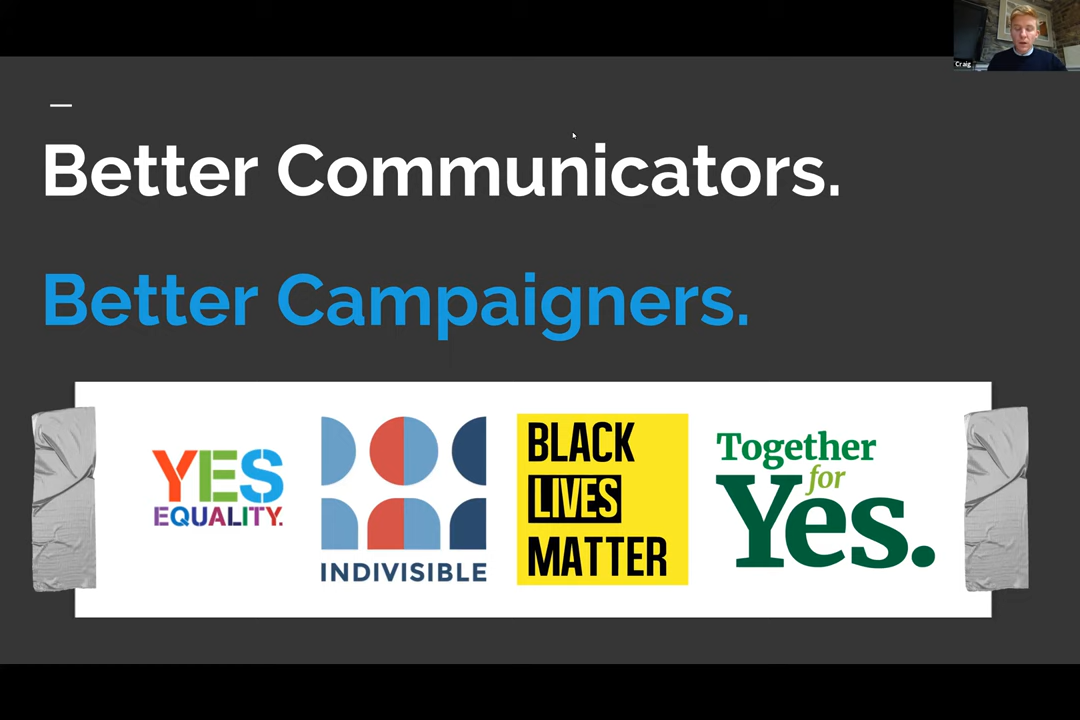 Craig
Better Communicators.
Better Campaigners.
YES
EQUALITY.
INDIVISIBLE
BLACK
LIVES
MATTER
Together
for
Yes.